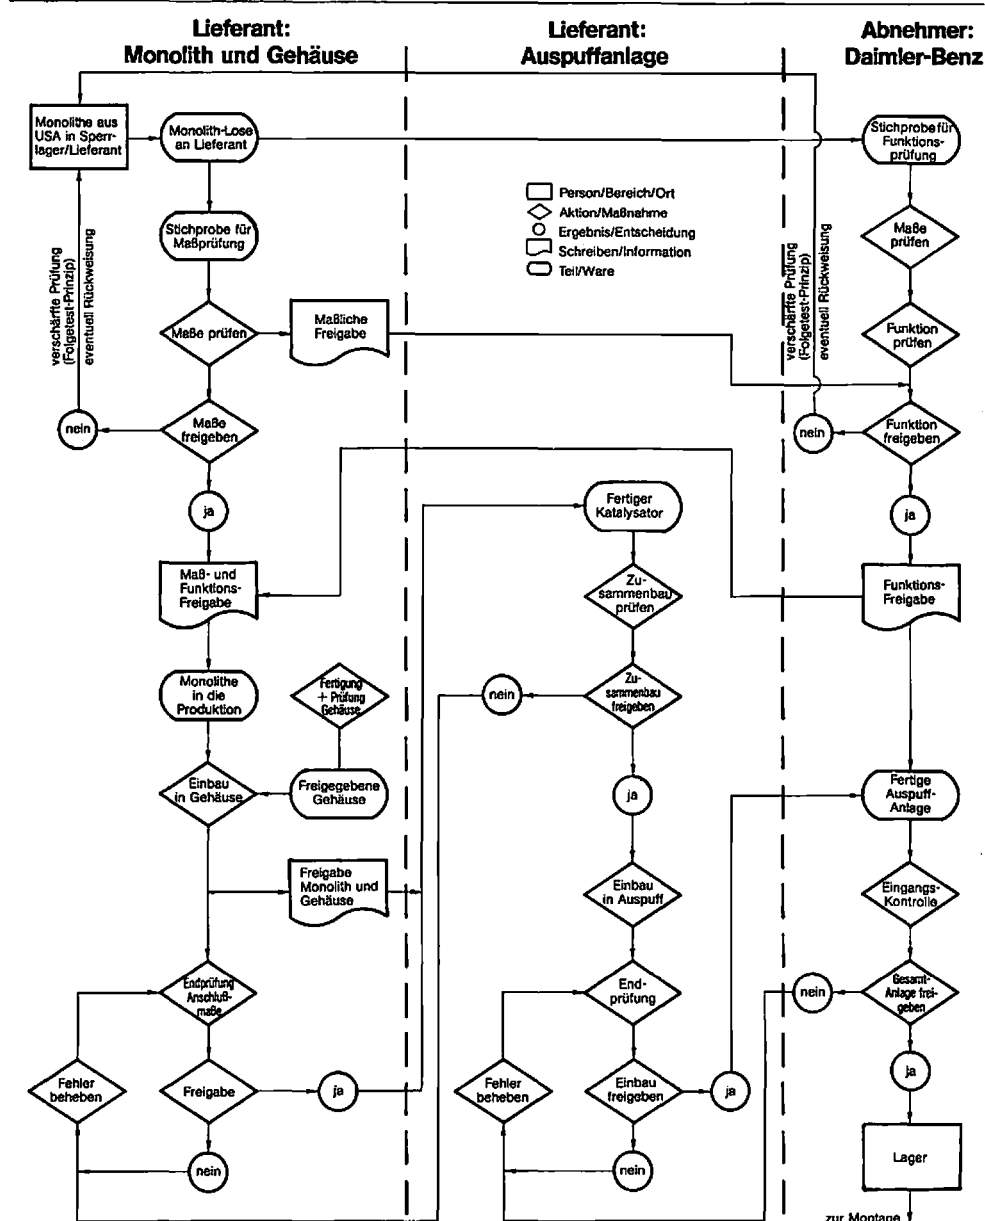 Lieferant:
Monolith und Gehäuse
Lieferant:
Auspuffanlage
Abnehmer:
Daimler-Benz
Monolithe aus
USA in Sperr-
lager/Lieferant
Monolith-Lose
an Lieferant
Stichprobe für
Funktions-
prüfung
Person/Bereich/Ort
Aktion/Maßnahme
Ergebnis/Entscheidung
Schreiben/Information
Teil/Ware
Stichprobe für
Maßprüfung
Maße
prüfen
verschärfte Prüfung
(Folgetest-Prinzip)
eventuell Rückweisung
verschärfte Prüfung
(Folgetest-Prinzip)
eventuell Rückweisung
Maße prüfen
Maßliche
Freigabe
Funktion
prüfen
nein
Maße
freigeben
nein
Funktion
freigeben
ja
Fertiger
Katalysator
ja
Maß- und
Funktions-
Freigabe
Zu-
sammenbau
prüfen
Funktions-
Freigabe
Monolithe
in die
Produktion
Fertigung
+ Prüfung
Gehäuse
nein
Zu-
sammenbau
freigeben
Einbau
in Gehäuse
Freigegebene
Gehäuse
ja
Fertige
Auspuff-
Anlage
Freigabe
Monolith und
Gehäuse
Einbau
in Auspuff
Eingangs-
Kontrolle
Endprüfung
Anschluß-
maße
End-
prüfung
nein
Gesamt-
Anlage frei-
geben
Fehler
beheben
Freigabe
ja
Fehler
beheben
Einbau
freigeben
ja
ja
nein
nein
Lager
zur Montage